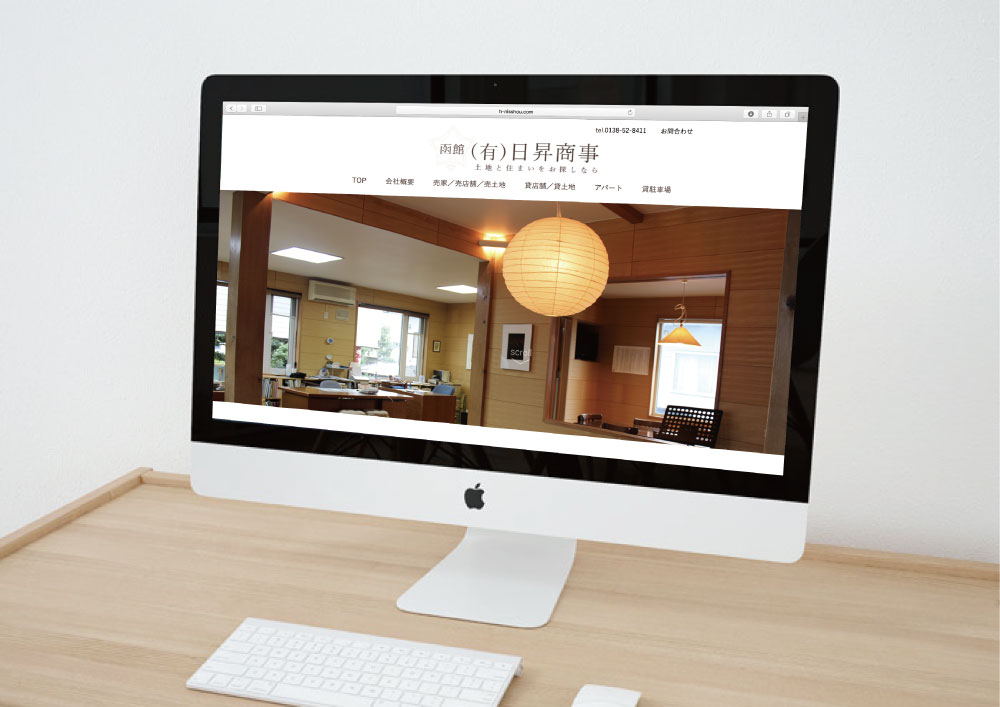 h-nisshou.com
tel.0138-52-8411 お問合わせ
函館 (有)日昇商事
土地と住まいをお探しなら
TOP 会社概要 売家／売店舗／売土地 貸店舗／貸土地 アパート 貸駐車場
scroll